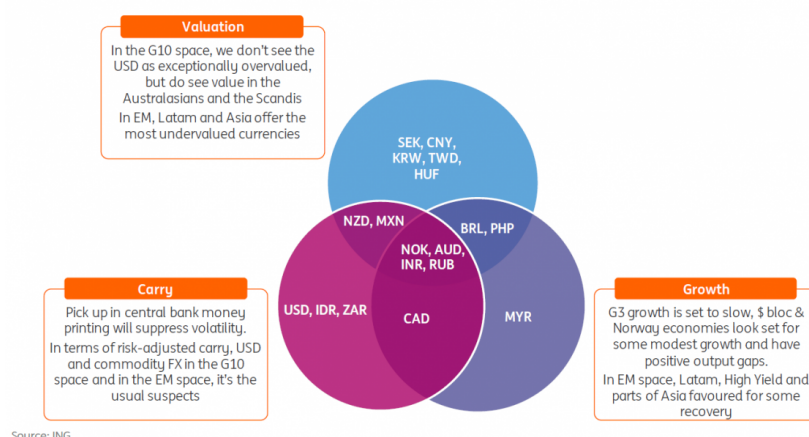 Valuation
In the G10 space, we don't see the
USD as exceptionally overvalued,
but do see value in the
Australasians and the Scandis
In EM, Latam and Asia offer the
most undervalued currencies
SEK, CNY,
KRW, TWD,
HUF
NZD, MXN
BRL, PHP
NOK, AUD,
INR, RUB
USD, IDR, ZAR
CAD
MYR
Carry
Pick up in central bank money
printing will suppress volatility.
In terms of risk-adjusted carry, USD
and commodity FX in the G10
space and in the EM space, it's the
usual suspects
Growth
G3 growth is set to slow, $ bloc &
Norway economies look set for
some modest growth and have
positive output gaps.
In EM space, Latam, High Yield and
parts of Asia favoured for some
recovery
Source: ING